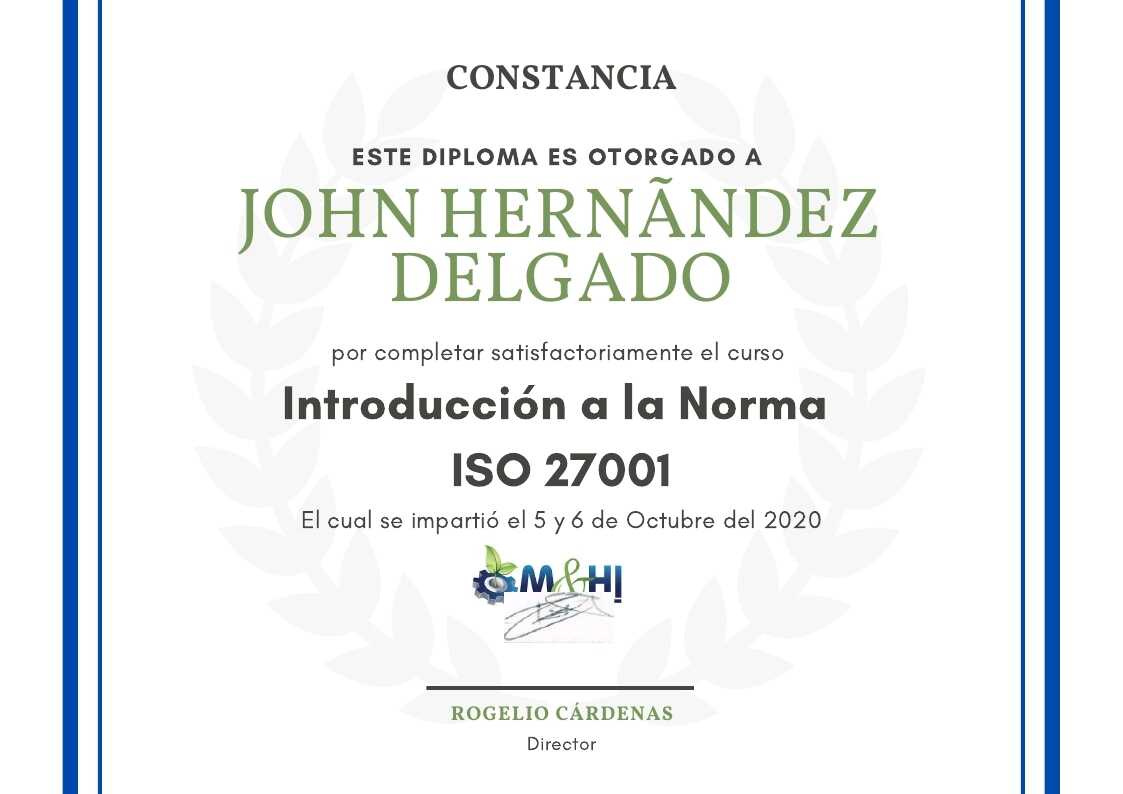 CONSTANCIA
ESTE DIPLOMA ES OTORGADO A
JOHN HERNÃNDEZ
DELGADO
por completar satisfactoriamente el curso
Introducción a la Norma
ISO 27001
El cual se impartió el 5 y 6 de Octubre del 2020
M&HI
ROGELIO CÁRDENAS
Director